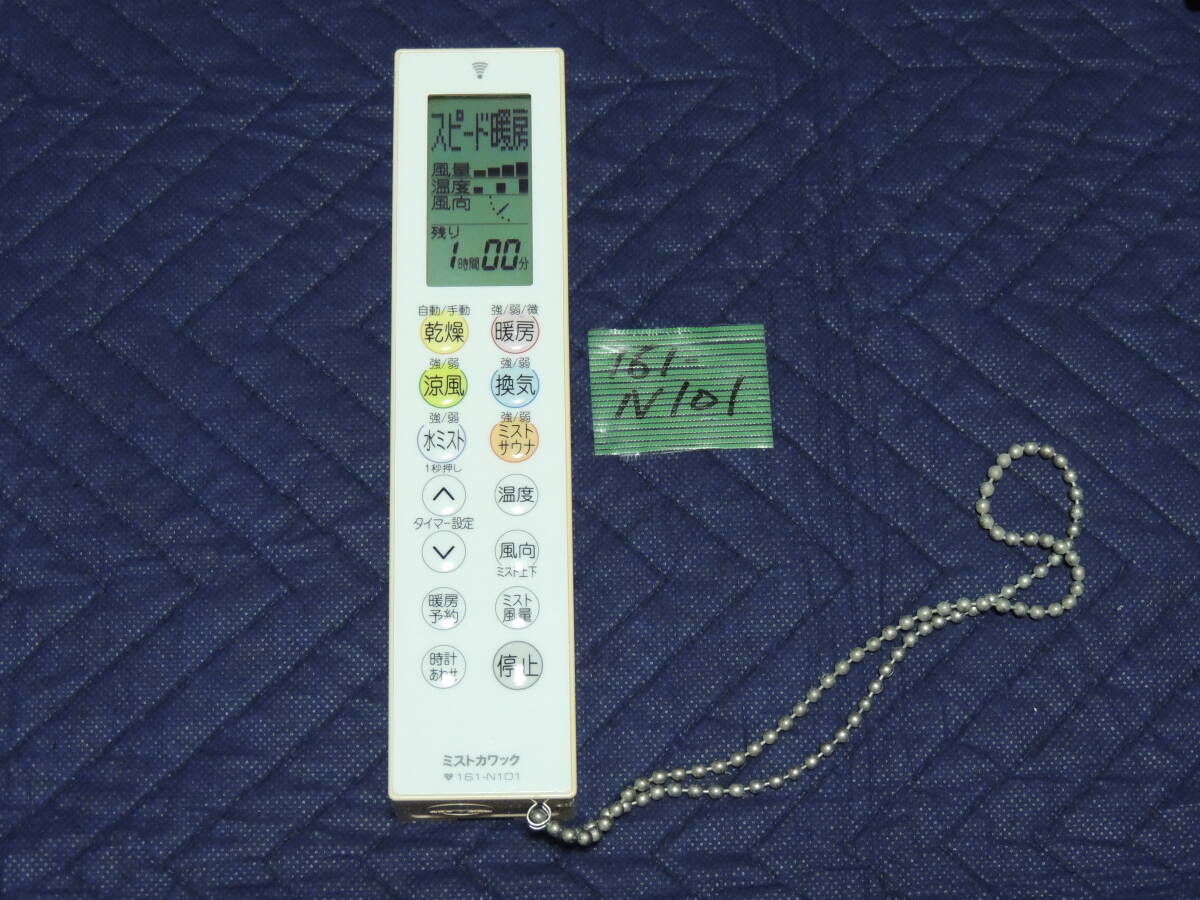 スピード暖房
風量
温度
風向
残り
1時間00分
自動/手動 強/弱/微
乾燥 暖房
強/弱 強/弱
涼風 換気
強/弱 強/弱
水ミスト ミスト
サウナ
1秒押し
温度
タイマー設定
風向
ミスト上下
暖房
予約
ミスト
風量
時計
あわせ
停止
ミストカワック
161-N101
161-
N101